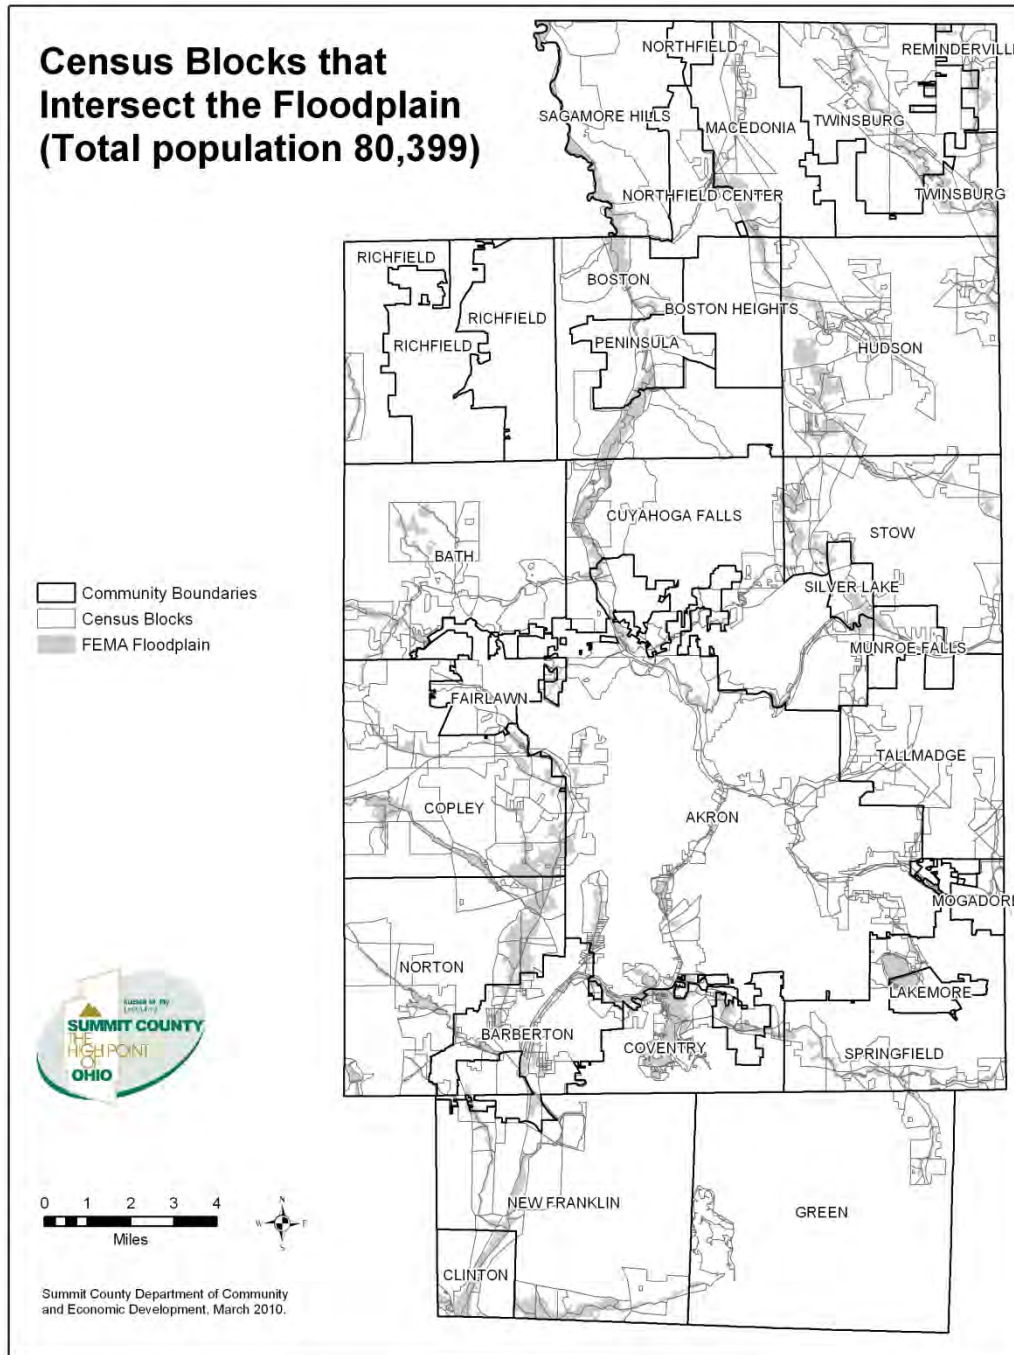 Census Blocks that
Intersect the Floodplain
(Total population 80,399)
NORTHFIELD
REMINDERVILLE
SAGAMORE HILLS
MACEDONIA
TWINSBURG
NORTHFIELD CENTER
TWINSBURG
RICHFIELD
BOSTON
RICHFIELD
BOSTON HEIGHTS
RICHFIELD
PENINSULA
HUDSON
CUYAHOGA FALLS
STOW
BATH
SILVER LAKE
MUNROE FALLS
Community Boundaries
Census Blocks
FEMA Floodplain
FAIRLAWN
TALLMADGE
COPLEY
AKRON
MOGADORE
NORTON
LAKEMORE
BARBERTON
COVENTRY
SPRINGFIELD
SUMMIT COUNTY
THE
HIGH POINT
OF
OHIO
NEW FRANKLIN
GREEN
CLINTON
0 1 2 3 4
Miles
N
W E
S
Summit County Department of Community
and Economic Development, March 2010.